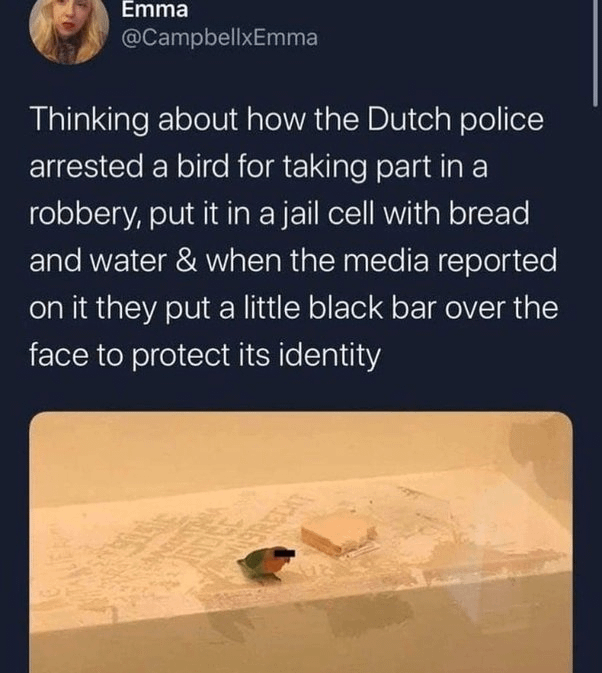 Emma
@CampbellxEmma
Thinking about how the Dutch police
arrested a bird for taking part in a
robbery, put it in a jail cell with bread
and water & when the media reported
on it they put a little black bar over the
face to protect its identity